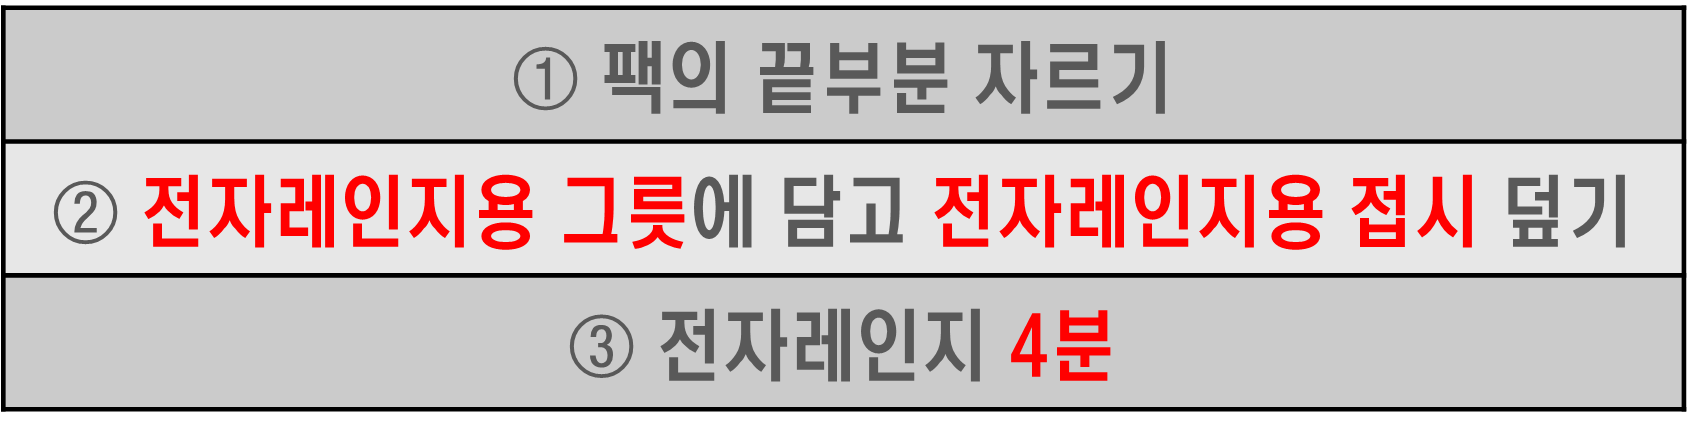 ① 팩의 끝부분 자르기
② 전자레인지용 그릇에 담고 전자레인지용 접시 덮기
③ 전자레인지 4분